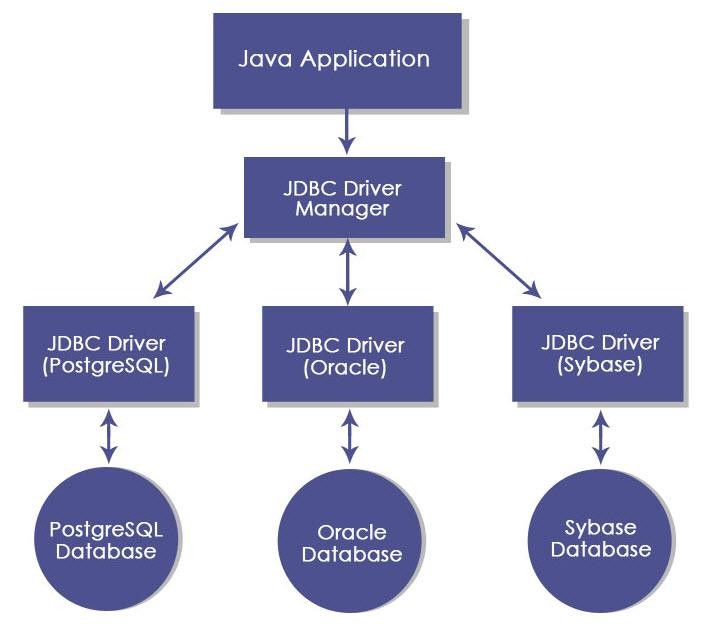 Java Application
JDBC Driver
Manager
JDBC Driver
(PostgreSQL)
JDBC Driver
(Oracle)
JDBC Driver
(Sybase)
PostgreSQL
Database
Oracle
Database
Sybase
Database